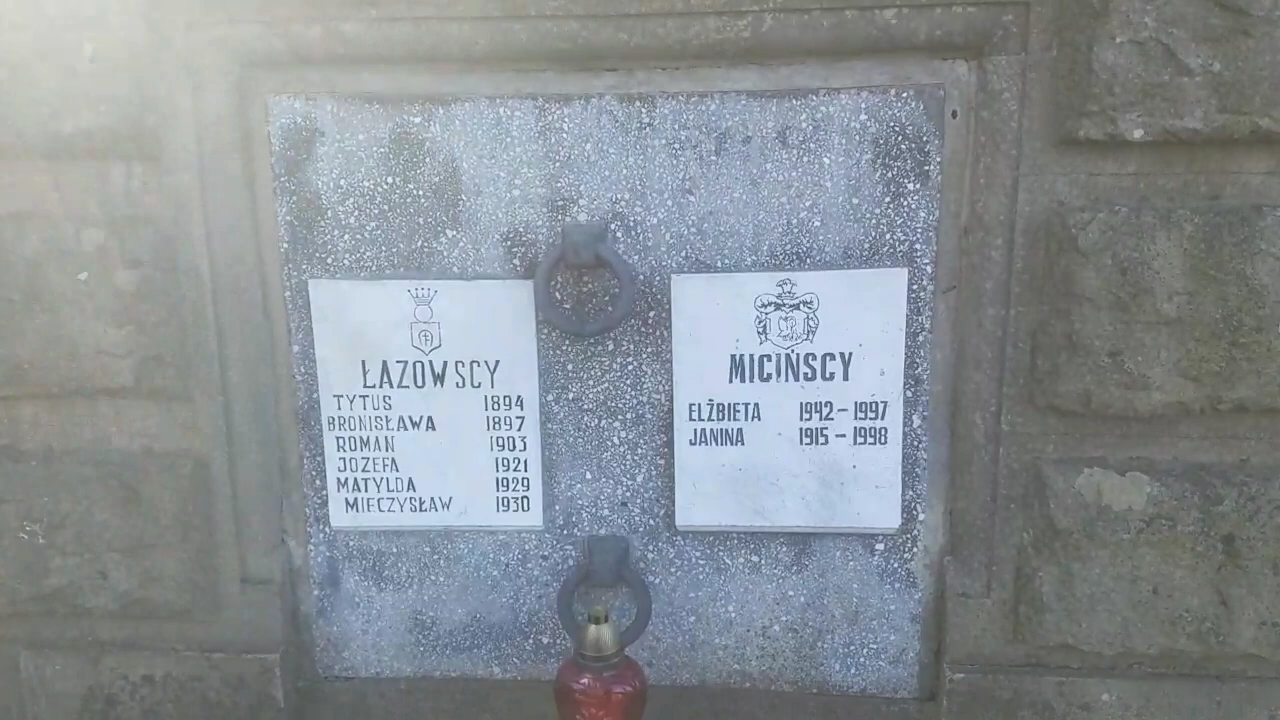 ŁAZOWSCY
TYTUS 1894
BRONISŁAWA 1897
ROMAN 1903
JÓZEFA 1921
MATYLDA 1929
MIECZYSŁAW 1930
MICIŃSCY
ELŻBIETA 1942 - 1997
JANINA 1915 - 1998